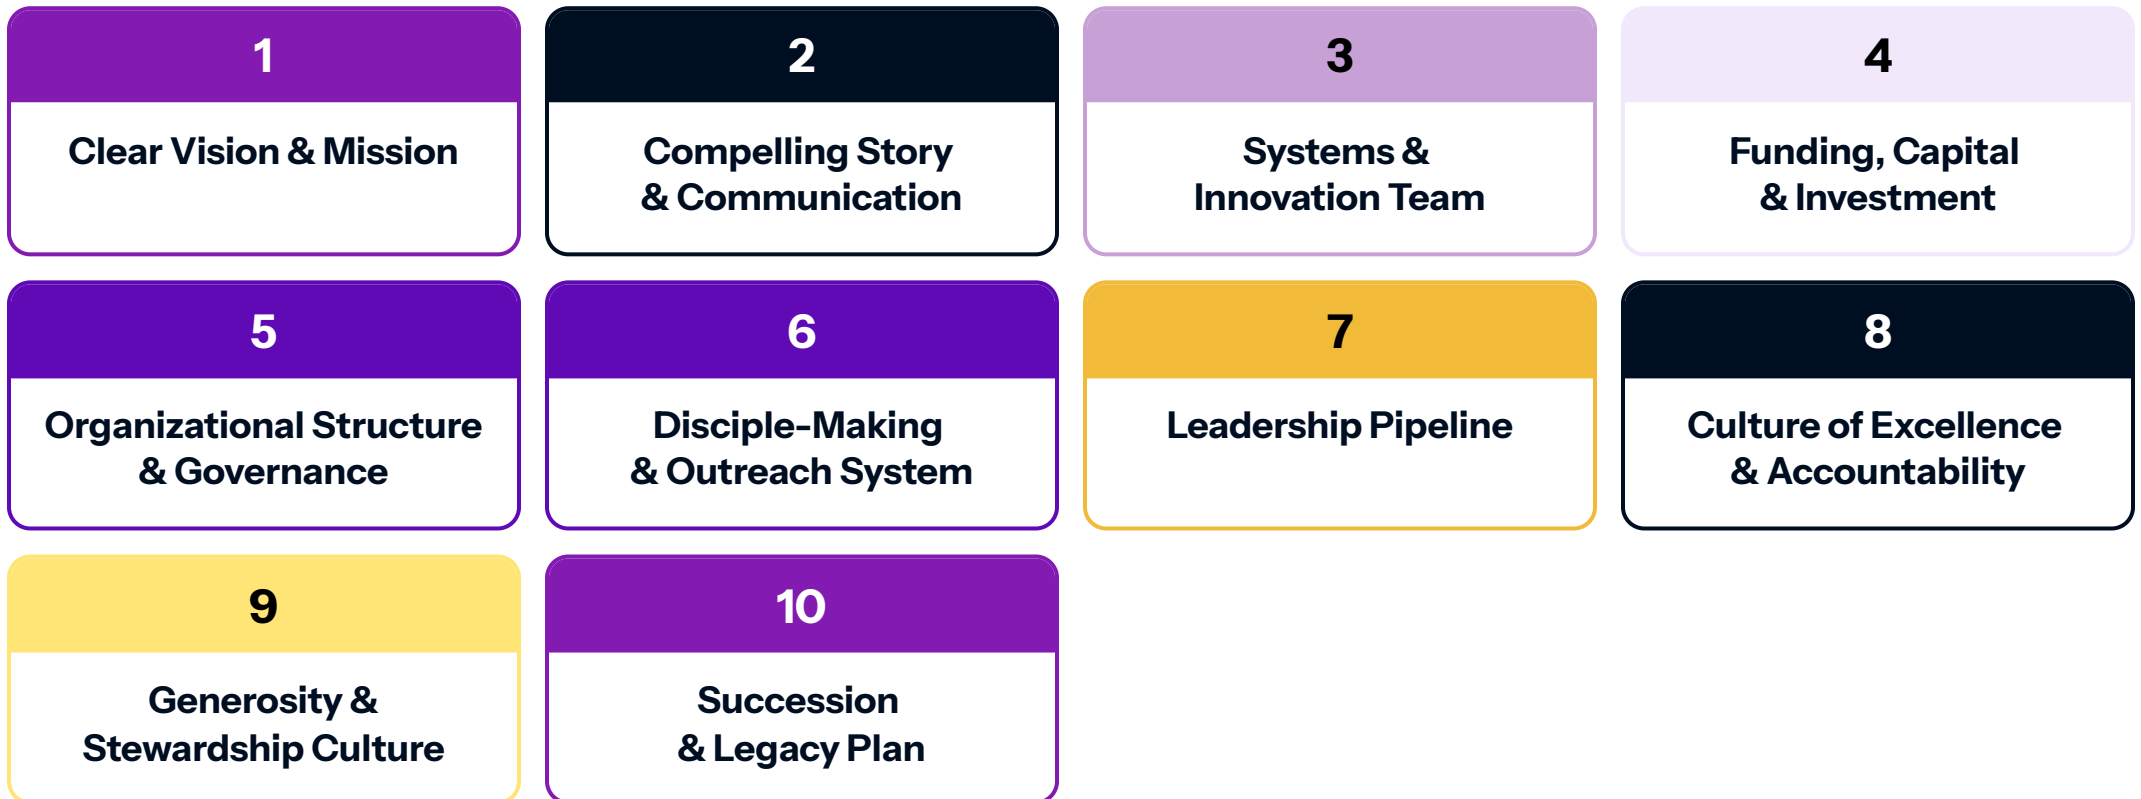 1
Clear Vision & Mission
2
Compelling Story
& Communication
3
Systems &
Innovation Team
4
Funding, Capital
& Investment
5
Organizational Structure
& Governance
6
Disciple-Making
& Outreach System
7
Leadership Pipeline
8
Culture of Excellence
& Accountability
9
Generosity &
Stewardship Culture
10
Succession
& Legacy Plan